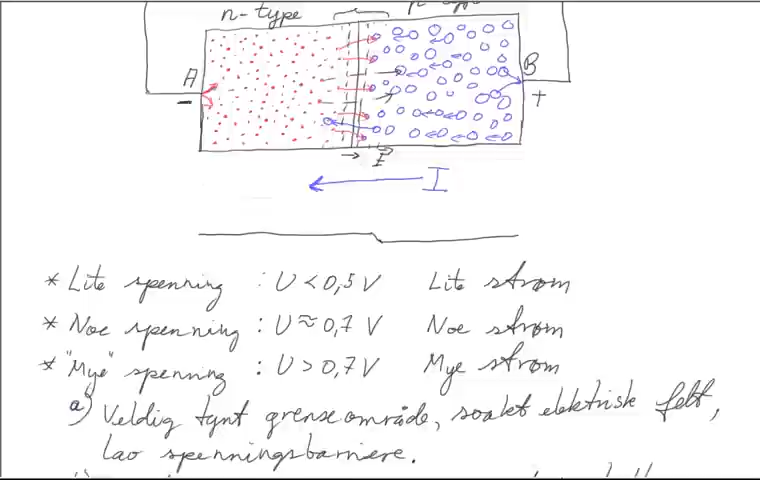 n-type p-type
A
B
-
+
E
I
* Lite spenning : U < 0,5 V Lite strøm
* Noe spenning : U ≈ 0,7 V Noe strøm
* "Mye" spenning : U > 0,7 V Mye strøm
a) Veldig tynt grenseområde, svakt elektrisk felt,
lav spenningsbarriere.